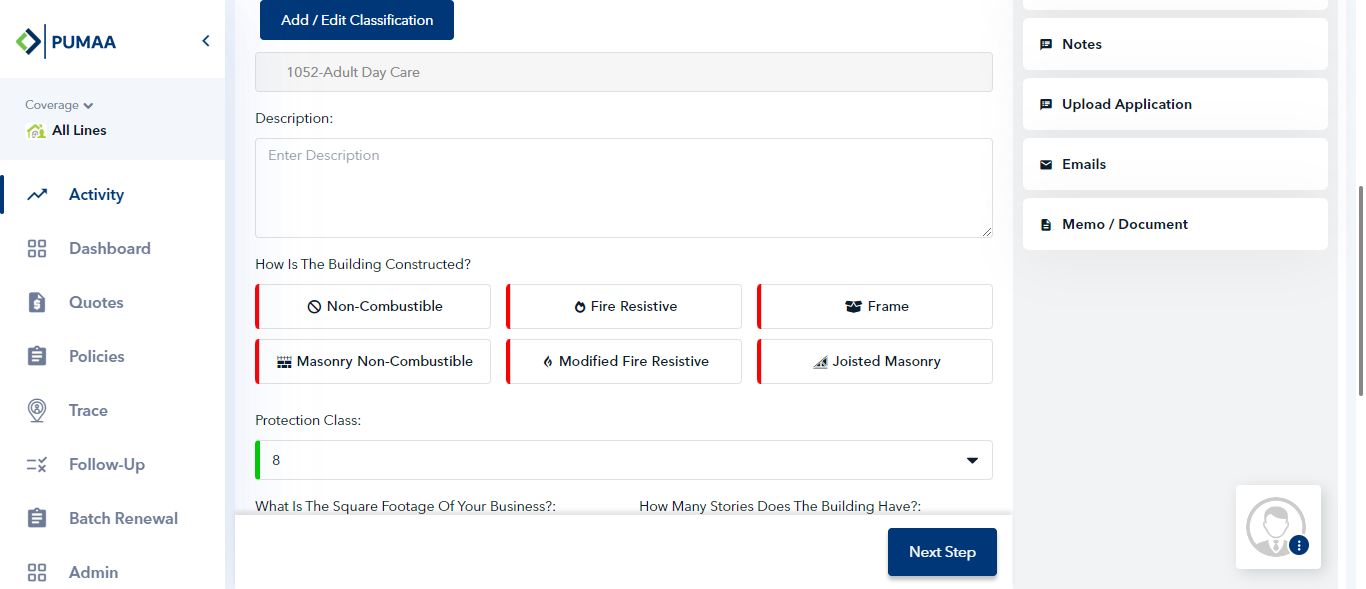 PUMAA
Coverage
All Lines
Activity
Dashboard
Quotes
Policies
Trace
Follow-Up
Batch Renewal
Admin
Add / Edit Classification
1052-Adult Day Care
Description:
Enter Description
How Is The Building Constructed?
Non-Combustible
Fire Resistive
Frame
Masonry Non-Combustible
Modified Fire Resistive
Joisted Masonry
Protection Class:
8
What Is The Square Footage Of Your Business?:
How Many Stories Does The Building Have?:
Next Step
Notes
Upload Application
Emails
Memo / Document